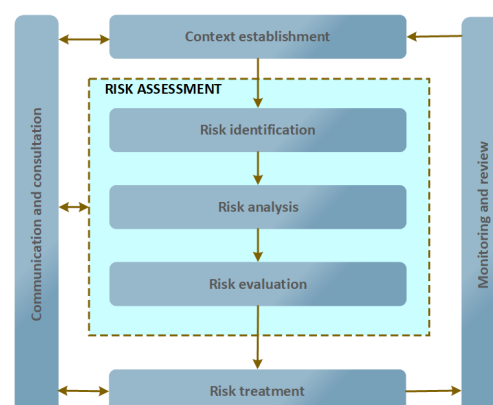 Context establishment
RISK ASSESSMENT
Risk identification
Risk analysis
Risk evaluation
Risk treatment
Communication and consultation
Monitoring and review